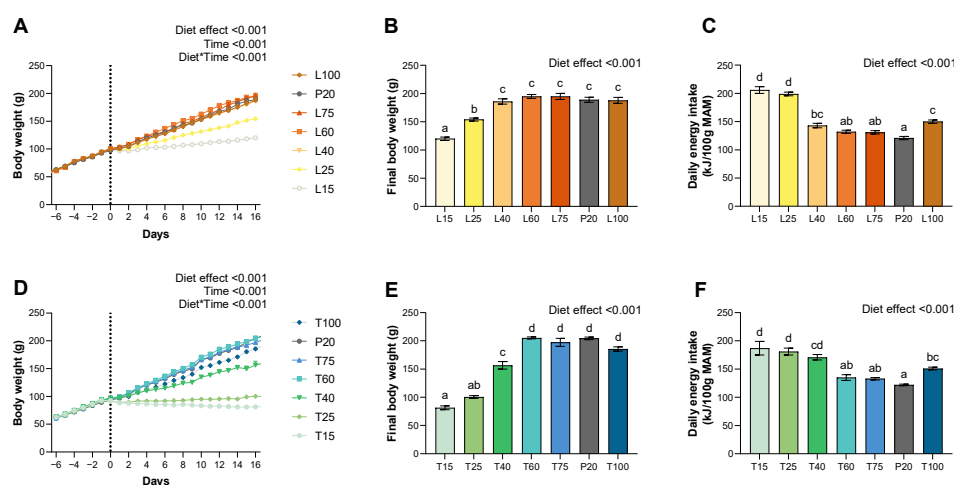 A
Diet effect <0.001
Time <0.001
Diet*Time <0.001
Body weight (g)
250
200
150
100
50
0
−6 −4 −2 0 2 4 6 8 10 12 14 16
Days
L100
P20
L75
L60
L40
L25
L15
B
Diet effect <0.001
Final body weight (g)
250
200
150
100
50
0
a b c c c c c
L15 L25 L40 L60 L75 P20 L100
C
Diet effect <0.001
Daily energy intake
(kJ/100g MAM)
250
200
150
100
50
0
d d bc ab ab a c
L15 L25 L40 L60 L75 P20 L100
D
Diet effect <0.001
Time <0.001
Diet*Time <0.001
Body weight (g)
250
200
150
100
50
0
−6 −4 −2 0 2 4 6 8 10 12 14 16
Days
T100
P20
T75
T60
T40
T25
T15
E
Diet effect <0.001
Final body weight (g)
250
200
150
100
50
0
a ab c d d d d
T15 T25 T40 T60 T75 P20 T100
F
Diet effect <0.001
Daily energy intake
(kJ/100g MAM)
250
200
150
100
50
0
d d cd ab ab a bc
T15 T25 T40 T60 T75 P20 T100